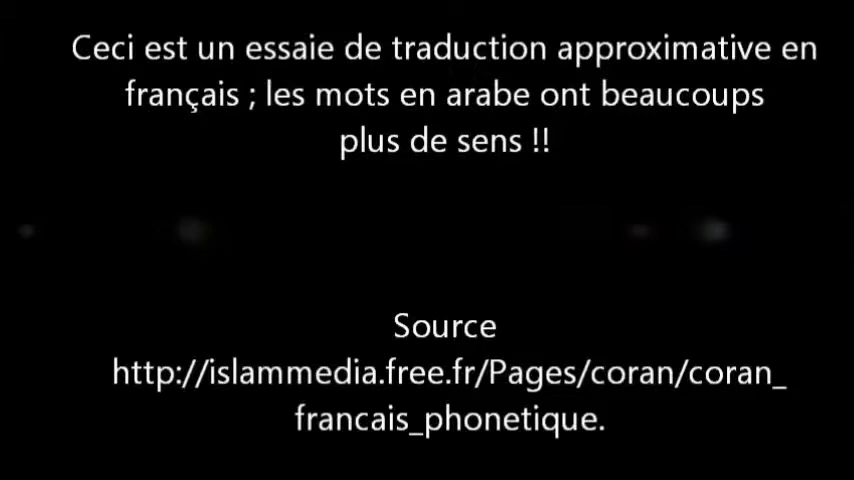 Ceci est un essaie de traduction approximative en
français ; les mots en arabe ont beaucoups
plus de sens !!
Source
http://islammedia.free.fr/Pages/coran/coran_
francais_phonetique.